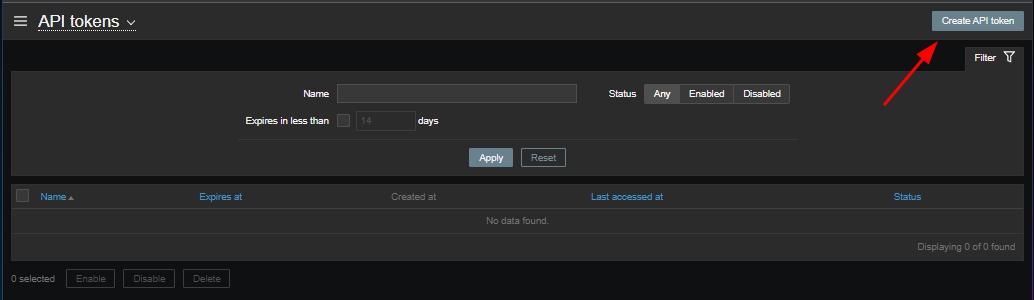 API tokens
Create API token
Filter
Name
Status Any Enabled Disabled
Expires in less than 14 days
Apply Reset
Name Expires at Created at Last accessed at Status
No data found.
Displaying 0 of 0 found
0 selected Enable Disable Delete